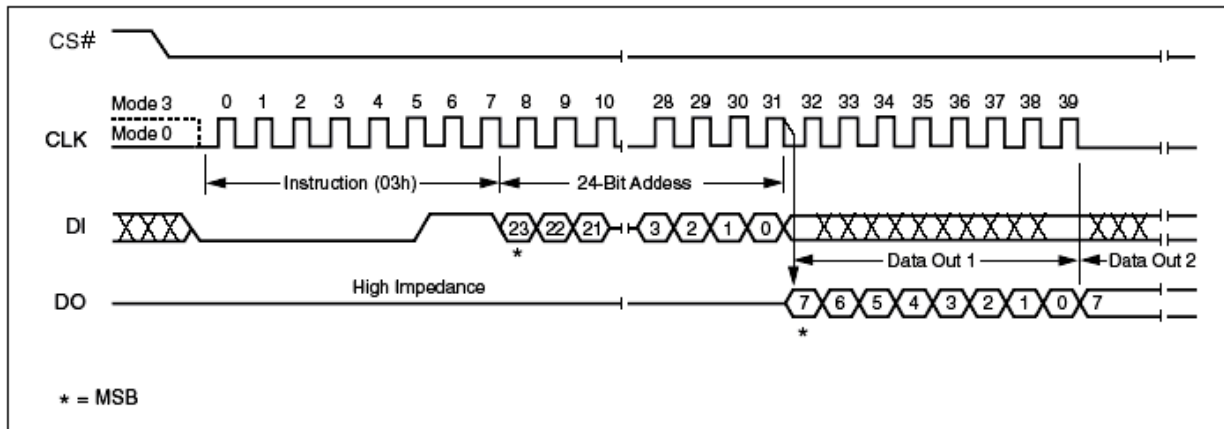 CS#
Mode 3 0 1 2 3 4 5 6 7 8 9 10 28 29 30 31 32 33 34 35 36 37 38 39
CLK Mode 0
Instruction (03h) 24-Bit Addess
DI 23 22 21 3 2 1 0
*
Data Out 1 Data Out 2
High Impedance
DO 7 6 5 4 3 2 1 0 7
*
* = MSB